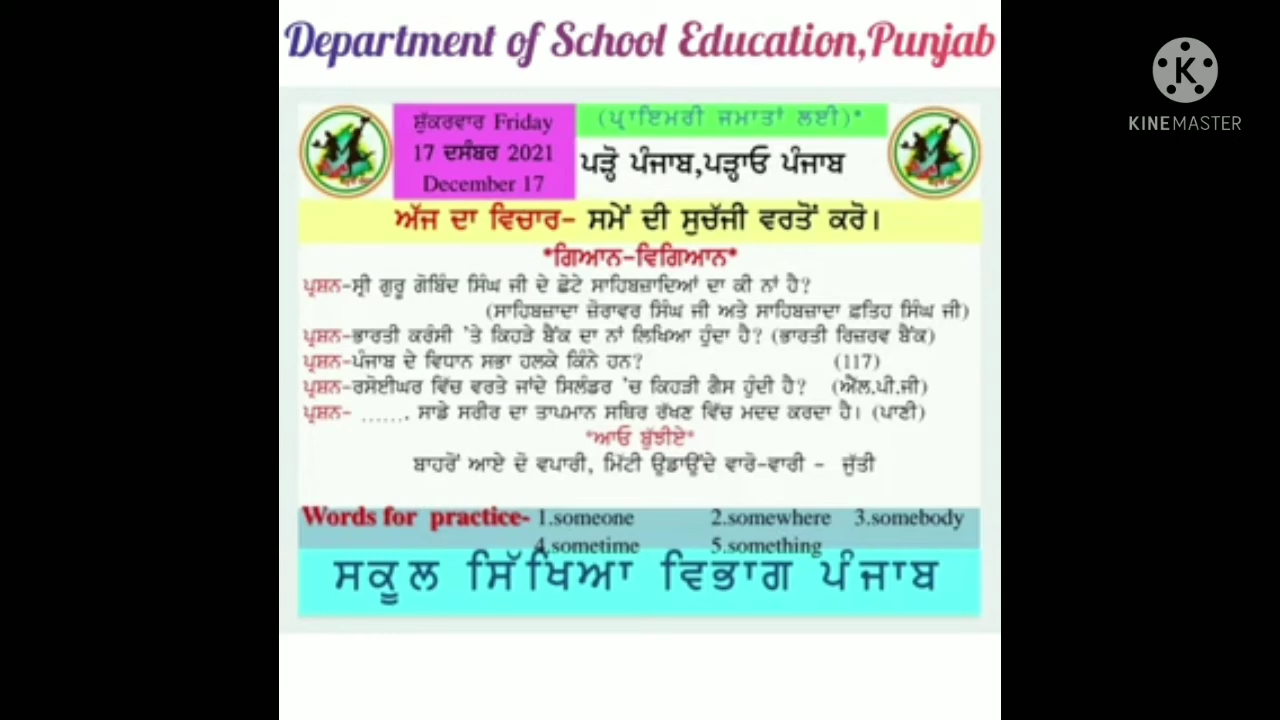 Department of School Education,Punjab
KINEMASTER
ਸ਼ੁੱਕਰਵਾਰ Friday
17 ਦਸੰਬਰ 2021
December 17
(ਪ੍ਰਾਇਮਰੀ ਜਮਾਤਾਂ ਲਈ)*
ਪੜ੍ਹੋ ਪੰਜਾਬ,ਪੜ੍ਹਾਓ ਪੰਜਾਬ
ਅੱਜ ਦਾ ਵਿਚਾਰ- ਸਮੇਂ ਦੀ ਸੁਚੱਜੀ ਵਰਤੋਂ ਕਰੋ।
*ਗਿਆਨ-ਵਿਗਿਆਨ*
ਪ੍ਰਸ਼ਨ-ਸ੍ਰੀ ਗੁਰੂ ਗੋਬਿੰਦ ਸਿੰਘ ਜੀ ਦੇ ਛੋਟੇ ਸਾਹਿਬਜ਼ਾਦਿਆਂ ਦਾ ਕੀ ਨਾਂ ਹੈ?
(ਸਾਹਿਬਜ਼ਾਦਾ ਜ਼ੋਰਾਵਰ ਸਿੰਘ ਜੀ ਅਤੇ ਸਾਹਿਬਜ਼ਾਦਾ ਫ਼ਤਿਹ ਸਿੰਘ ਜੀ)
ਪ੍ਰਸ਼ਨ-ਭਾਰਤੀ ਕਰੰਸੀ 'ਤੇ ਕਿਹੜੇ ਬੈਂਕ ਦਾ ਨਾਂ ਲਿਖਿਆ ਹੁੰਦਾ ਹੈ? (ਭਾਰਤੀ ਰਿਜ਼ਰਵ ਬੈਂਕ)
ਪ੍ਰਸ਼ਨ-ਪੰਜਾਬ ਦੇ ਵਿਧਾਨ ਸਭਾ ਹਲਕੇ ਕਿੰਨੇ ਹਨ? (117)
ਪ੍ਰਸ਼ਨ-ਰਸੋਈਘਰ ਵਿੱਚ ਵਰਤੇ ਜਾਂਦੇ ਸਿਲੰਡਰ 'ਚ ਕਿਹੜੀ ਗੈਸ ਹੁੰਦੀ ਹੈ? (ਐੱਲ.ਪੀ.ਜੀ)
ਪ੍ਰਸ਼ਨ- ……. ਸਾਡੇ ਸਰੀਰ ਦਾ ਤਾਪਮਾਨ ਸਥਿਰ ਰੱਖਣ ਵਿੱਚ ਮਦਦ ਕਰਦਾ ਹੈ। (ਪਾਣੀ)
*ਆਓ ਬੁੱਝੀਏ*
ਬਾਹਰੋਂ ਆਏ ਦੋ ਵਪਾਰੀ, ਮਿੱਟੀ ਉਡਾਉਂਦੇ ਵਾਰੋ-ਵਾਰੀ - ਜੁੱਤੀ
Words for practice- 1.someone 2.somewhere 3.somebody
4.sometime 5.something
ਸਕੂਲ ਸਿੱਖਿਆ ਵਿਭਾਗ ਪੰਜਾਬ